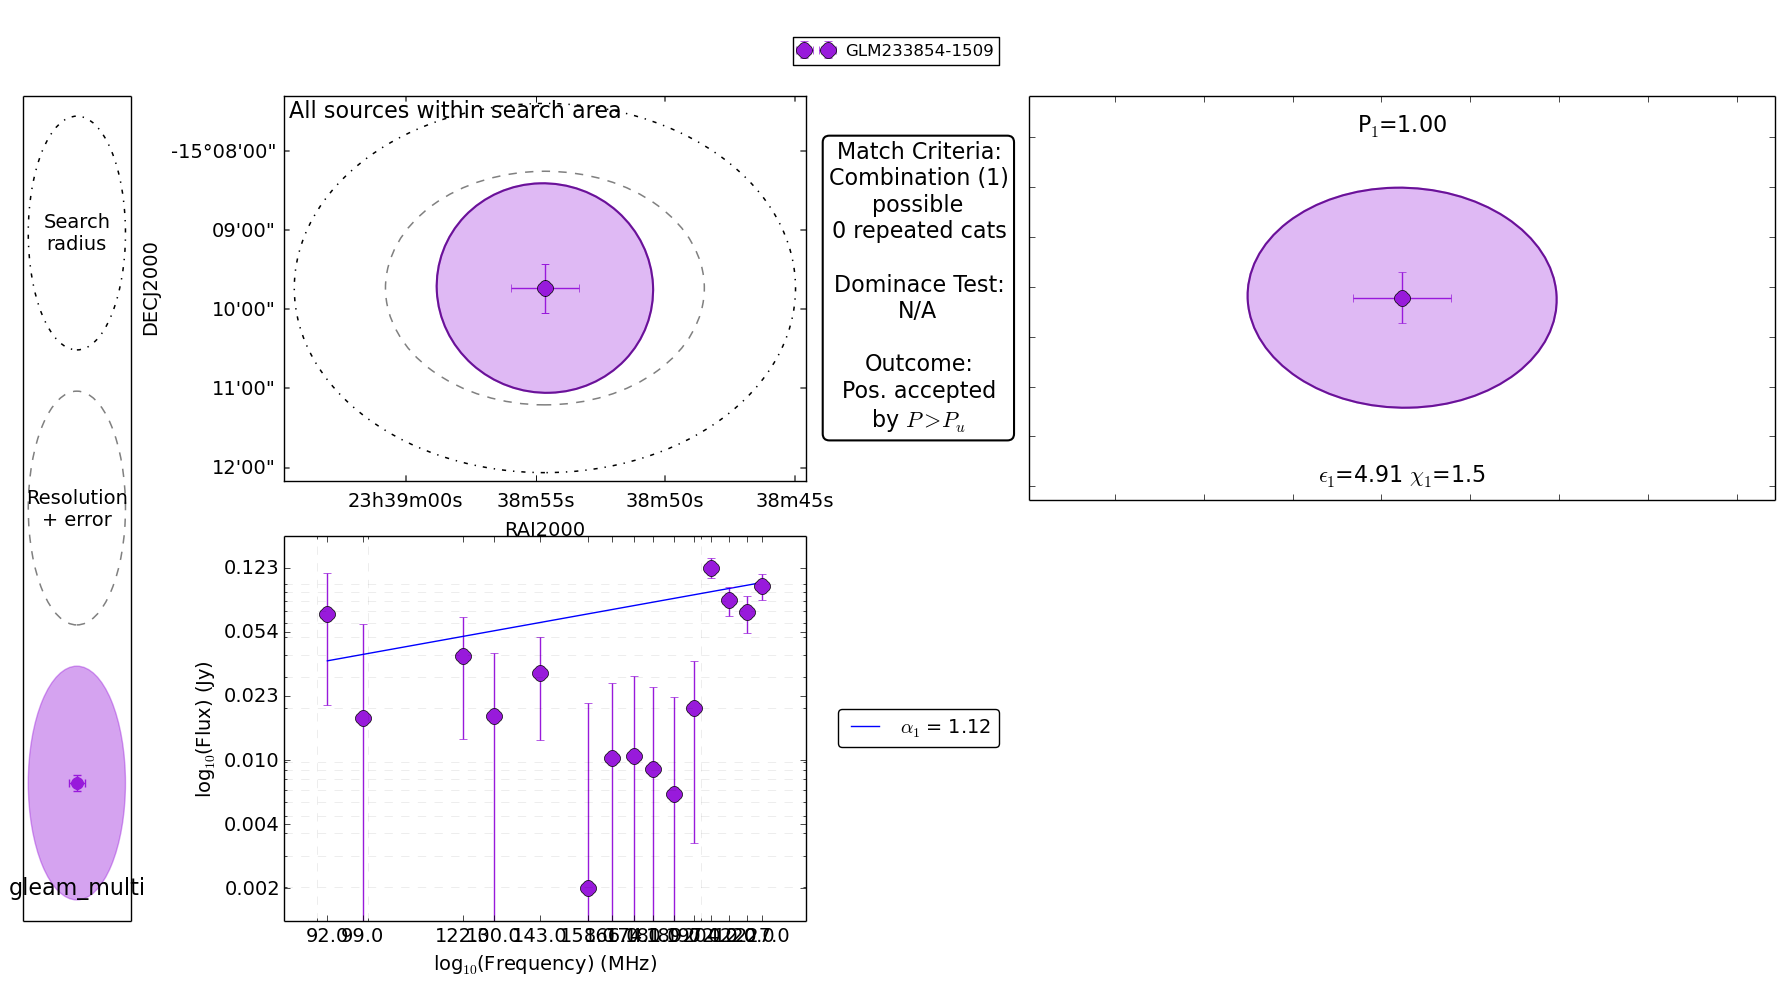 GLM233854-1509
Search
radius
Resolution
+ error
gleam_multi
All sources within search area
DECJ2000
-15°08'00"
09'00"
10'00"
11'00"
12'00"
23h39m00s
38m55s
38m50s
38m45s
RAJ2000
Match Criteria:
Combination (1)
possible
0 repeated cats
Dominace Test:
N/A
Outcome:
Pos. accepted
by P>Pu
P1=1.00
ϵ1=4.91 χ1=1.5
log10(Flux) (Jy)
0.123
0.054
0.023
0.010
0.004
0.002
92.0
99.0
122.0
130.0
143.0
log10(Frequency) (MHz)
α1 = 1.12